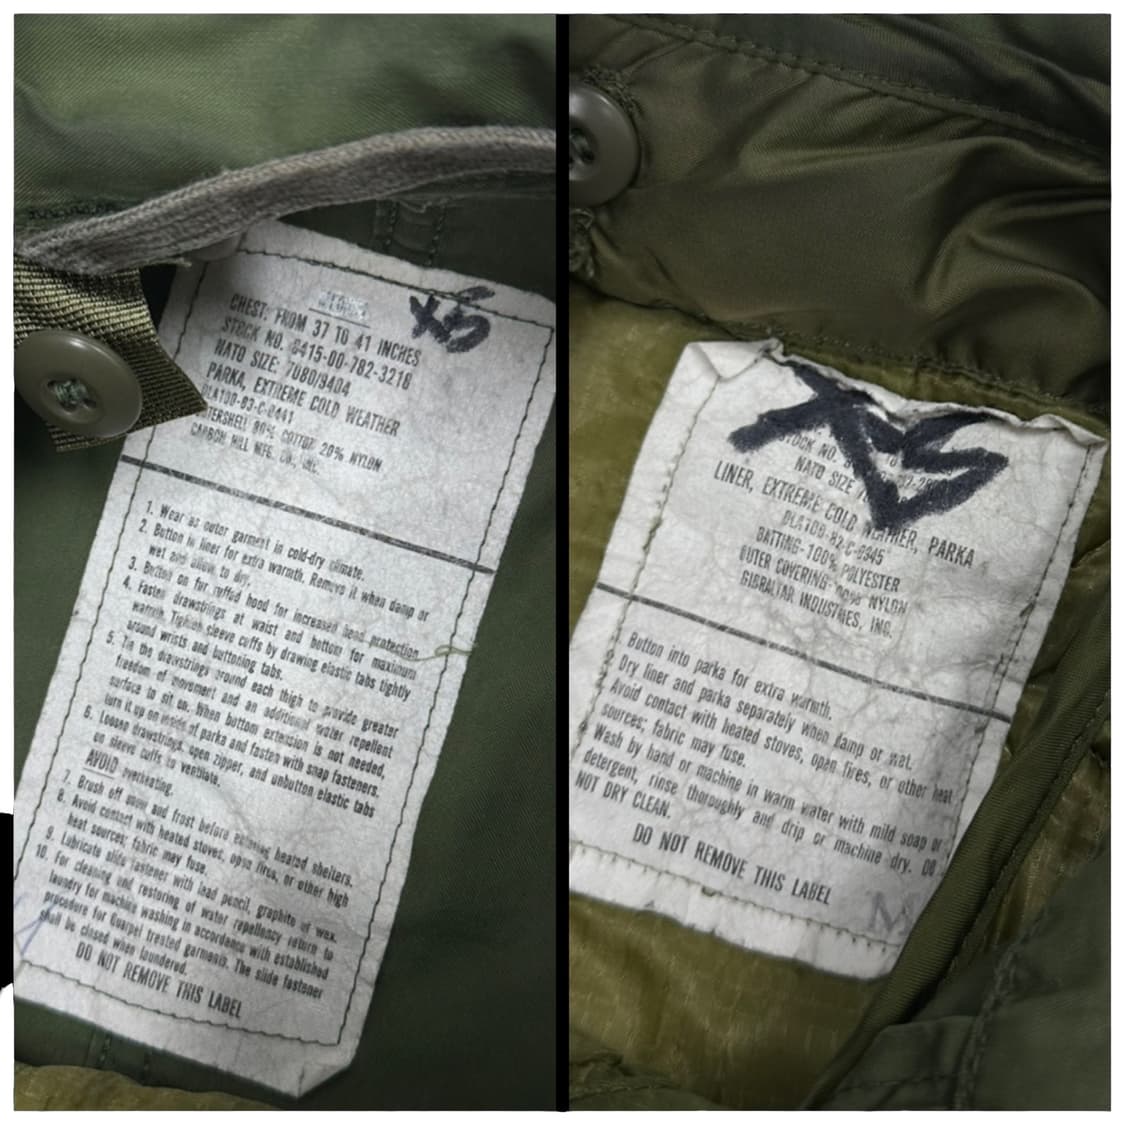 XS
CHEST: FROM 37 TO 41 INCHES
STOCK NO. 8415-00-782-3218
NATO SIZE: 7080/9404
PARKA, EXTREME COLD WEATHER
DLA100-83-C-0441
80% COTTON 20% NYLON
MFG. CO., INC.
1. Wear as outer garment in cold-dry climate.
2. Button in liner for extra warmth. Remove it when damp or
wet and allow to dry.
3. Button on fur ruffed hood for increased head protection
4. Fasten drawstrings at waist and bottom for maximum
warmth. Tighten sleeve cuffs by drawing elastic tabs tightly
around wrists and buttoning tabs.
5. Tie the drawstrings around each thigh to provide greater
freedom of movement and an additional water repellent
surface to sit on. When bottom extension is not needed,
turn it up on inside of parka and fasten with snap fasteners.
6. Loosen drawstrings, open zipper, and unbutton elastic tabs
on sleeve cuffs to ventilate.
AVOID overheating.
7. Brush off snow and frost before entering heated shelters.
8. Avoid contact with heated stoves, open fires, or other high
heat sources; fabric may fuse.
9. Lubricate slide fastener with lead pencil, graphite or wax.
10. For cleaning and restoring of water repellency return to
laundry for machine washing in accordance with established
procedure for Quarpel treated garments. The slide fastener
shall be closed when laundered.
DO NOT REMOVE THIS LABEL
XS
STOCK NO.
NATO SIZE
LINER, EXTREME COLD WEATHER, PARKA
DLA100-82-C-0345
BATTING-100% POLYESTER
OUTER COVERING-100% NYLON
GIBRALTAR INDUSTRIES, INC.
Button into parka for extra warmth.
Dry liner and parka separately when damp or wet.
Avoid contact with heated stoves, open fires, or other heat
sources; fabric may fuse.
Wash by hand or machine in warm water with mild soap or
detergent, rinse thoroughly and drip or machine dry. DO
NOT DRY CLEAN.
DO NOT REMOVE THIS LABEL